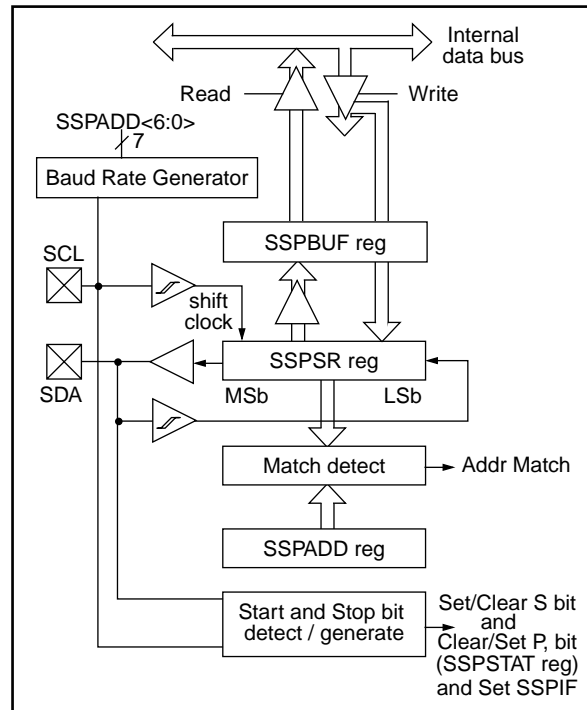 Internal
data bus
Read
Write
SSPADD<6:0>
7
Baud Rate Generator
SSPBUF reg
SCL
shift
clock
SSPSR reg
SDA
MSb
LSb
Match detect
Addr Match
SSPADD reg
Start and Stop bit
detect / generate
Set/Clear S bit
and
Clear/Set P, bit
(SSPSTAT reg)
and Set SSPIF